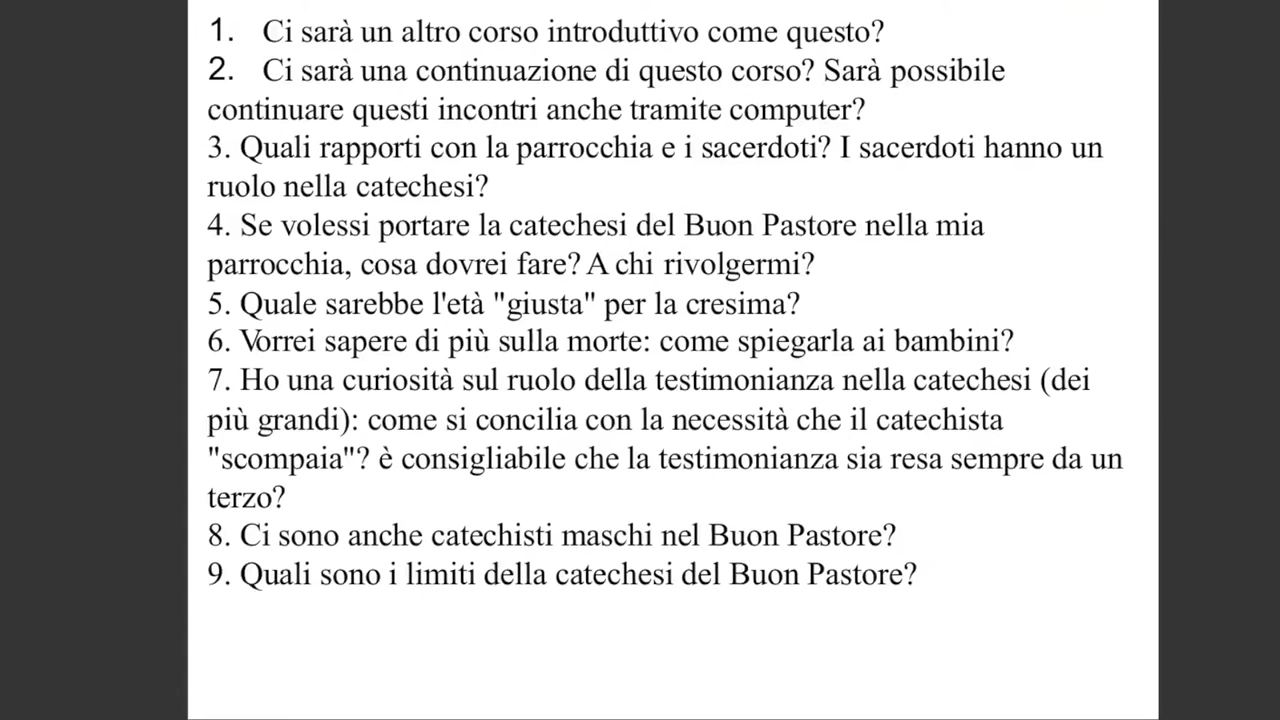 1. Ci sarà un altro corso introduttivo come questo?
2. Ci sarà una continuazione di questo corso? Sarà possibile
continuare questi incontri anche tramite computer?
3. Quali rapporti con la parrocchia e i sacerdoti? I sacerdoti hanno un
ruolo nella catechesi?
4. Se volessi portare la catechesi del Buon Pastore nella mia
parrocchia, cosa dovrei fare? A chi rivolgermi?
5. Quale sarebbe l'età "giusta" per la cresima?
6. Vorrei sapere di più sulla morte: come spiegarla ai bambini?
7. Ho una curiosità sul ruolo della testimonianza nella catechesi (dei
più grandi): come si concilia con la necessità che il catechista
"scompaia"? è consigliabile che la testimonianza sia resa sempre da un
terzo?
8. Ci sono anche catechisti maschi nel Buon Pastore?
9. Quali sono i limiti della catechesi del Buon Pastore?